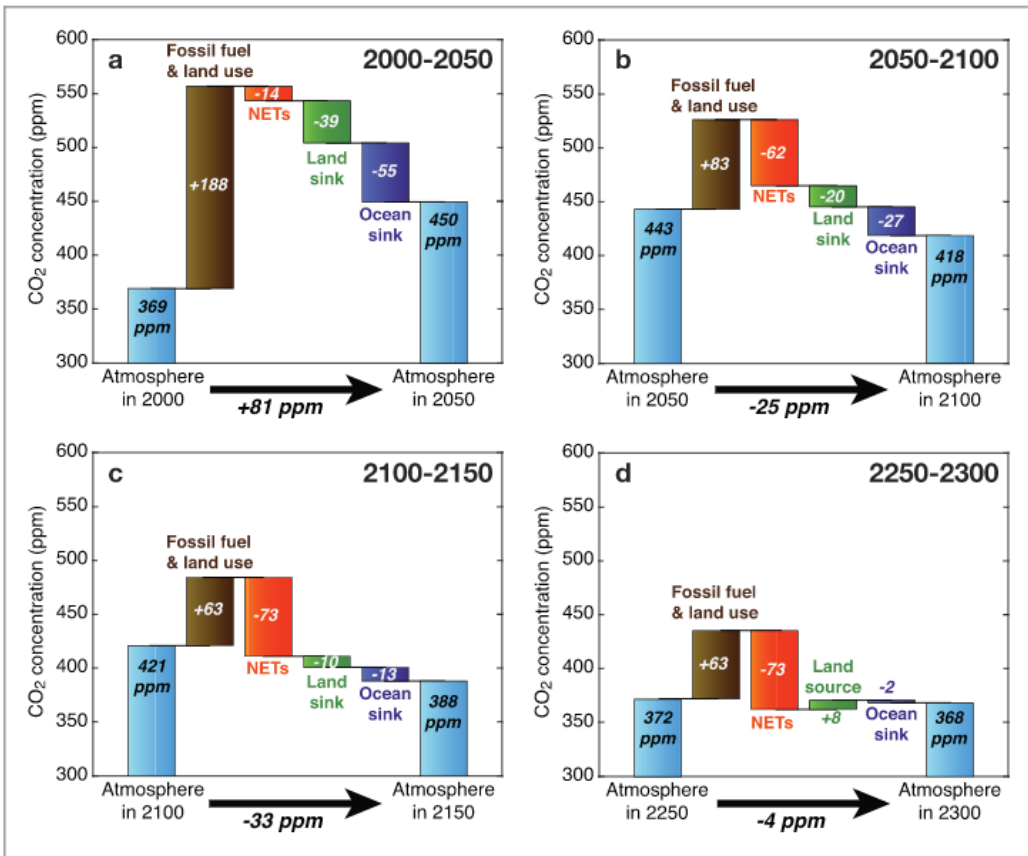 a
2000-2050
Fossil fuel
& land use
600
550
500
450
400
350
300
CO2 concentration (ppm)
+188
-14
NETs
-39
Land
sink
-55
Ocean
sink
369
ppm
450
ppm
Atmosphere
in 2000
+81 ppm
Atmosphere
in 2050
b
2050-2100
Fossil fuel
& land use
600
550
500
450
400
350
300
CO2 concentration (ppm)
+83
-62
NETs
-20
Land
sink
-27
Ocean
sink
443
ppm
418
ppm
Atmosphere
in 2050
-25 ppm
Atmosphere
in 2100
c
2100-2150
Fossil fuel
& land use
600
550
500
450
400
350
300
CO2 concentration (ppm)
+63
-73
NETs
-10
Land
sink
-13
Ocean
sink
421
ppm
388
ppm
Atmosphere
in 2100
-33 ppm
Atmosphere
in 2150
d
2250-2300
Fossil fuel
& land use
600
550
500
450
400
350
300
CO2 concentration (ppm)
+63
-73
NETs
Land
source
+8
-2
Ocean
sink
372
ppm
368
ppm
Atmosphere
in 2250
-4 ppm
Atmosphere
in 2300